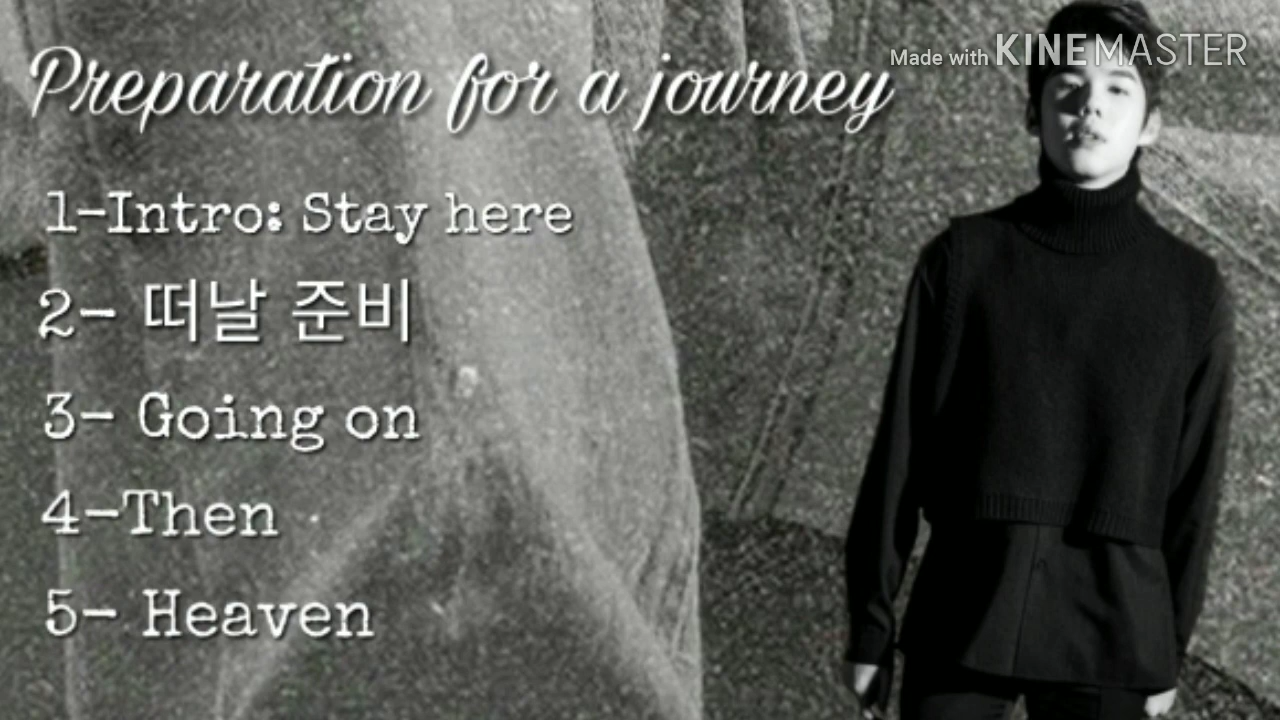 Made with KINEMASTER
Preparation for a journey
1-Intro: Stay here
2- 떠날 준비
3- Going on
4-Then
5- Heaven